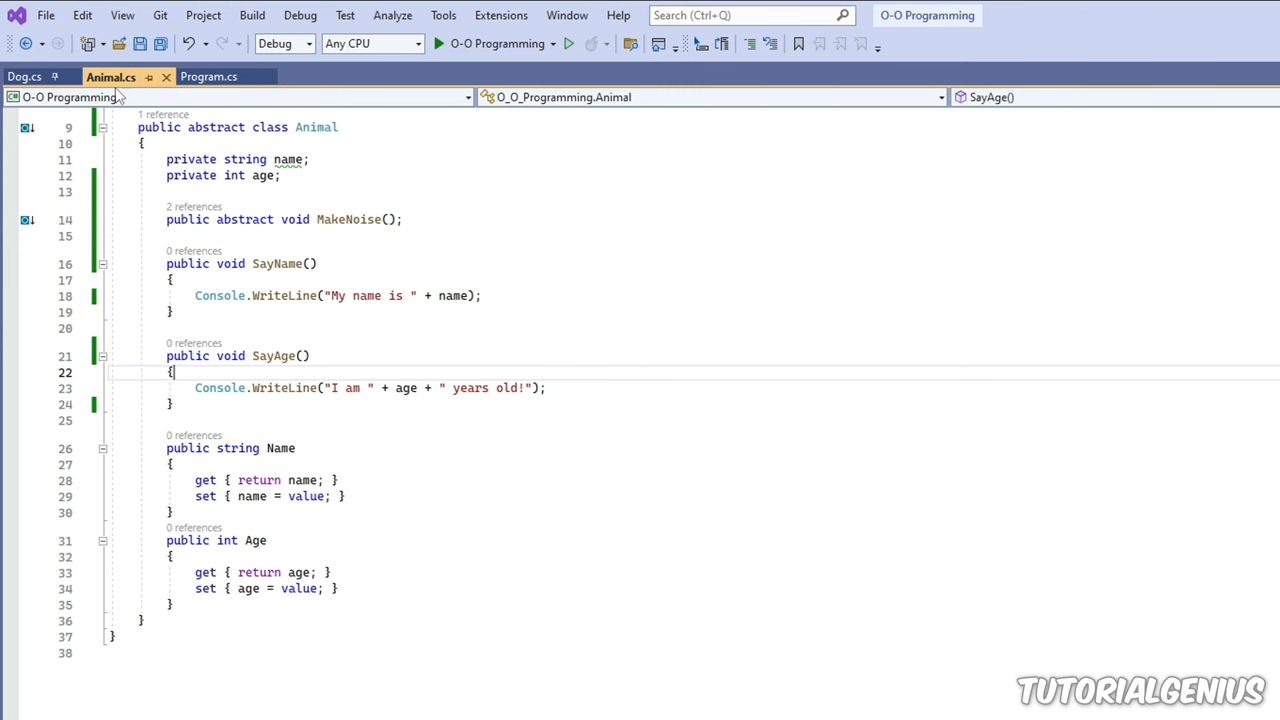 File Edit View Git Project Build Debug Test Analyze Tools Extensions Window Help Search (Ctrl+Q) O-O Programming
Debug Any CPU O-O Programming
Dog.cs Animal.cs Program.cs
C# O-O Programming O_O_Programming.Animal SayAge()
1 reference
9 public abstract class Animal
10 {
11 private string name;
12 private int age;
13
2 references
14 public abstract void MakeNoise();
15
0 references
16 public void SayName()
17 {
18 Console.WriteLine("My name is " + name);
19 }
20
0 references
21 public void SayAge()
22 {
23 Console.WriteLine("I am " + age + " years old!");
24 }
25
0 references
26 public string Name
27 {
28 get { return name; }
29 set { name = value; }
30 }
0 references
31 public int Age
32 {
33 get { return age; }
34 set { age = value; }
35 }
36 }
37 }
38
TUTORIALGENIUS